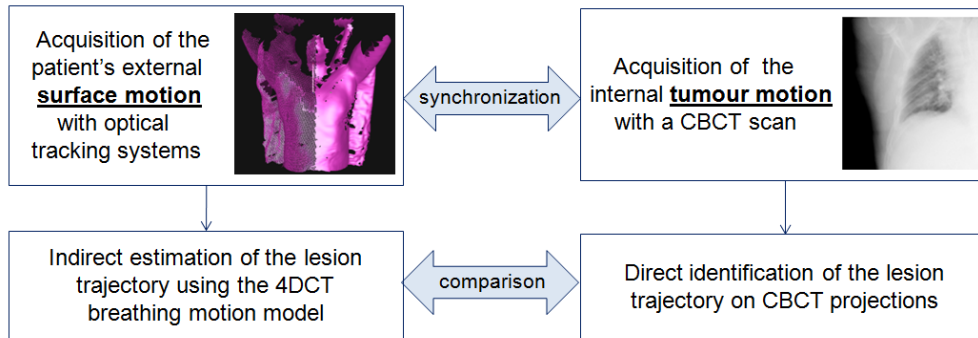 Acquisition of the
patient's external
surface motion
with optical
tracking systems
synchronization
Acquisition of the
internal tumour motion
with a CBCT scan
Indirect estimation of the lesion
trajectory using the 4DCT
breathing motion model
comparison
Direct identification of the lesion
trajectory on CBCT projections